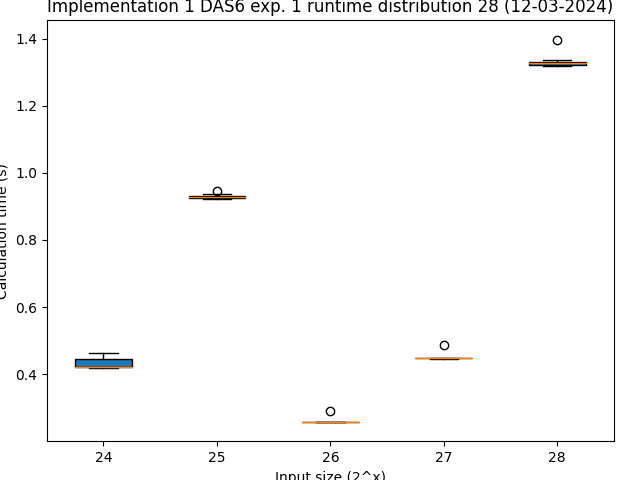 Implementation 1 DAS6 exp. 1 runtime distribution 28 (12-03-2024)
1.4
1.2
1.0
0.8
0.6
0.4
Calculation time (s)
24 25 26 27 28
Input size (2^x)